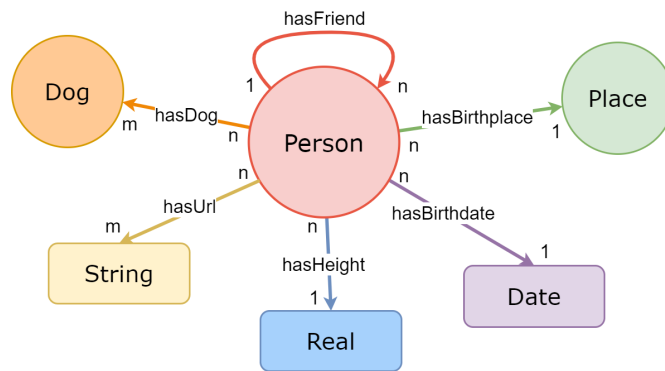 hasFriend
1
n
Dog
m
hasDog
n
Person
hasBirthplace
n
1
Place
n
hasUrl
m
String
n
hasHeight
1
Real
n
hasBirthdate
1
Date